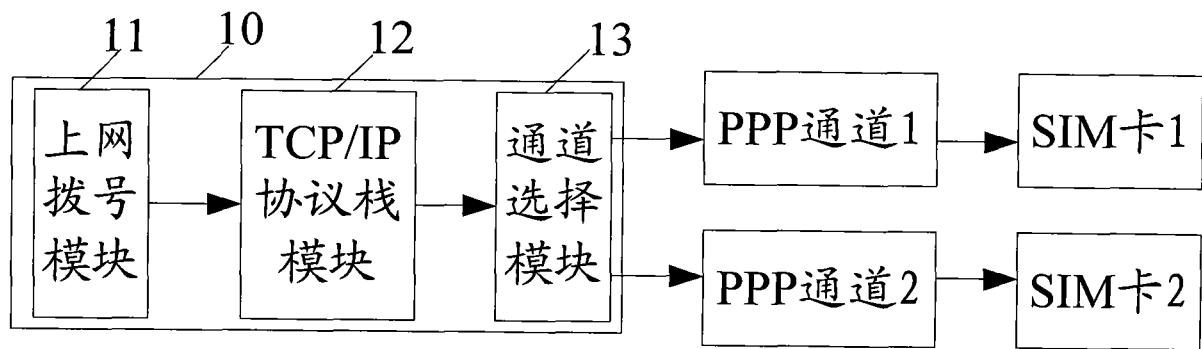 11
10
12
13
上网
拨号
模块
TCP/IP
协议栈
模块
通道
选择
模块
PPP通道1
SIM卡1
PPP通道2
SIM卡2